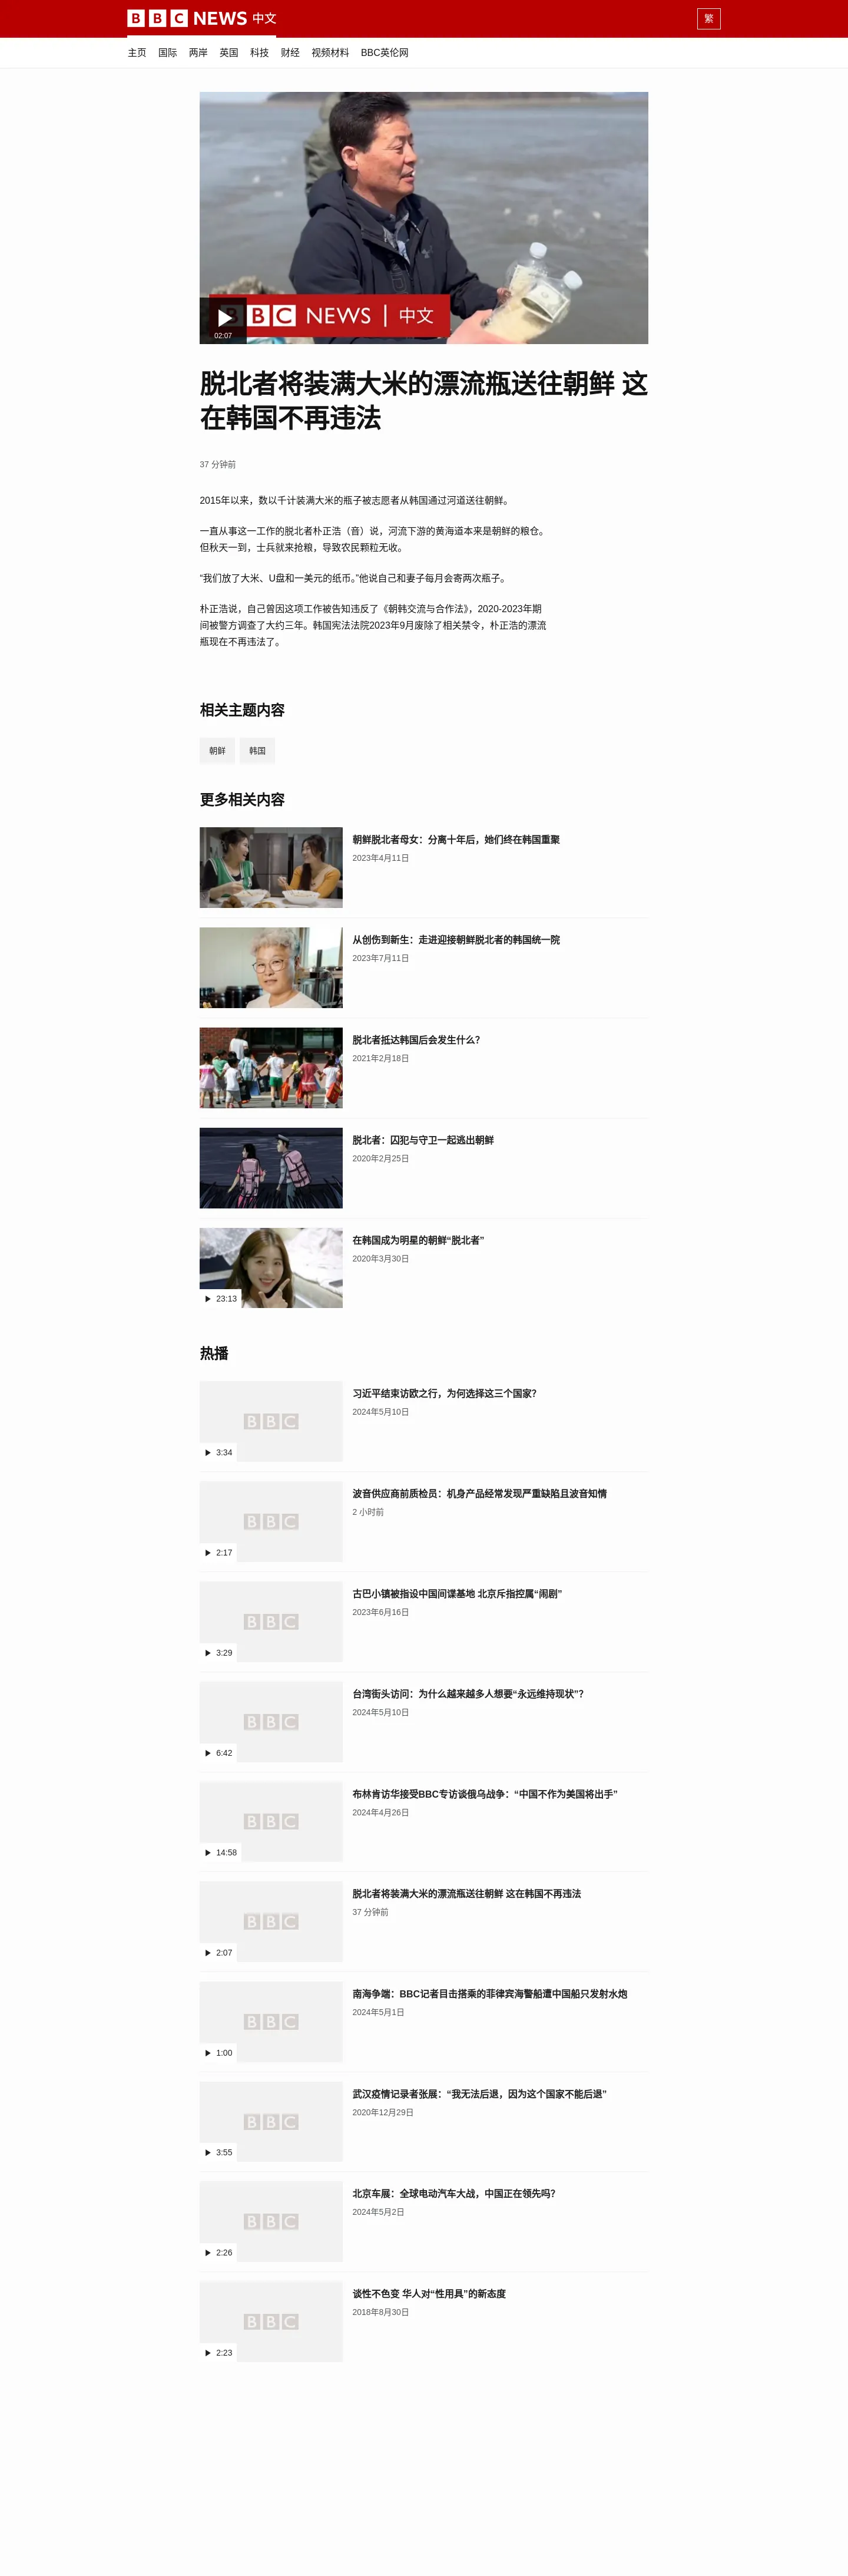 BBC NEWS 中文
繁
主页 国际 两岸 英国 科技 财经 视频材料 BBC英伦网
BBC NEWS | 中文
02:07
脱北者将装满大米的漂流瓶送往朝鲜 这
在韩国不再违法
37 分钟前
2015年以来，数以千计装满大米的瓶子被志愿者从韩国通过河道送往朝鲜。
一直从事这一工作的脱北者朴正浩（音）说，河流下游的黄海道本来是朝鲜的粮仓。
但秋天一到，士兵就来抢粮，导致农民颗粒无收。
“我们放了大米、U盘和一美元的纸币。”他说自己和妻子每月会寄两次瓶子。
朴正浩说，自己曾因这项工作被告知违反了《朝韩交流与合作法》，2020-2023年期
间被警方调查了大约三年。韩国宪法法院2023年9月废除了相关禁令，朴正浩的漂流
瓶现在不再违法了。
相关主题内容
朝鲜 韩国
更多相关内容
朝鲜脱北者母女：分离十年后，她们终在韩国重聚
2023年4月11日
从创伤到新生：走进迎接朝鲜脱北者的韩国统一院
2023年7月11日
脱北者抵达韩国后会发生什么？
2021年2月18日
脱北者：囚犯与守卫一起逃出朝鲜
2020年2月25日
在韩国成为明星的朝鲜“脱北者”
2020年3月30日
23:13
热播
习近平结束访欧之行，为何选择这三个国家？
2024年5月10日
BBC
3:34
波音供应商前质检员：机身产品经常发现严重缺陷且波音知情
2 小时前
BBC
2:17
古巴小镇被指设中国间谍基地 北京斥指控属“闹剧”
2023年6月16日
BBC
3:29
台湾街头访问：为什么越来越多人想要“永远维持现状”？
2024年5月10日
BBC
6:42
布林肯访华接受BBC专访谈俄乌战争：“中国不作为美国将出手”
2024年4月26日
BBC
14:58
脱北者将装满大米的漂流瓶送往朝鲜 这在韩国不再违法
37 分钟前
BBC
2:07
南海争端：BBC记者目击搭乘的菲律宾海警船遭中国船只发射水炮
2024年5月1日
BBC
1:00
武汉疫情记录者张展：“我无法后退，因为这个国家不能后退”
2020年12月29日
BBC
3:55
北京车展：全球电动汽车大战，中国正在领先吗？
2024年5月2日
BBC
2:26
谈性不色变 华人对“性用具”的新态度
2018年8月30日
BBC
2:23